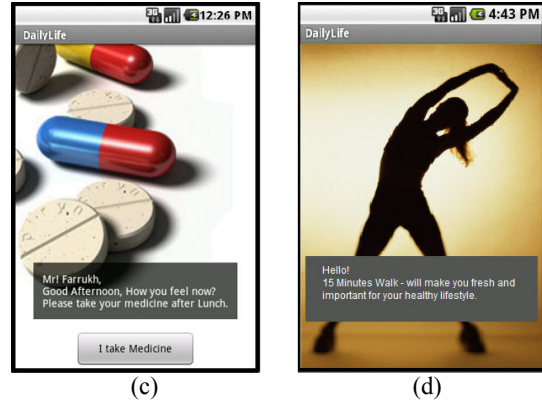 3G 12:26 PM
DailyLife
Mr! Farrukh,
Good Afternoon, How you feel now?
Please take your medicine after Lunch.
I take Medicine
(c)
3G 4:43 PM
DailyLife
Hello!
15 Minutes Walk - will make you fresh and
important for your healthy lifestyle.
(d)